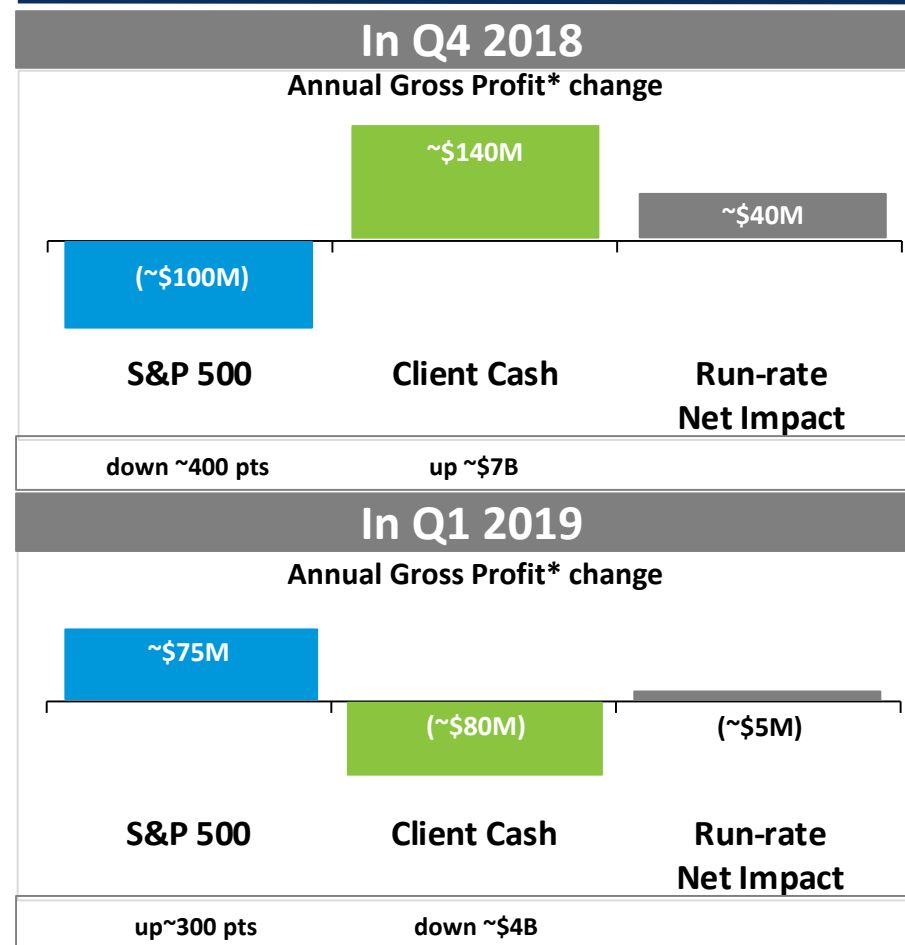 In Q4 2018
Annual Gross Profit* change
~$140M
~$40M
(~$100M)
S&P 500 Client Cash Run-rate
Net Impact
down ~400 pts up ~$7B
In Q1 2019
Annual Gross Profit* change
~$75M
(~$80M) (~$5M)
S&P 500 Client Cash Run-rate
Net Impact
up~300 pts down ~$4B